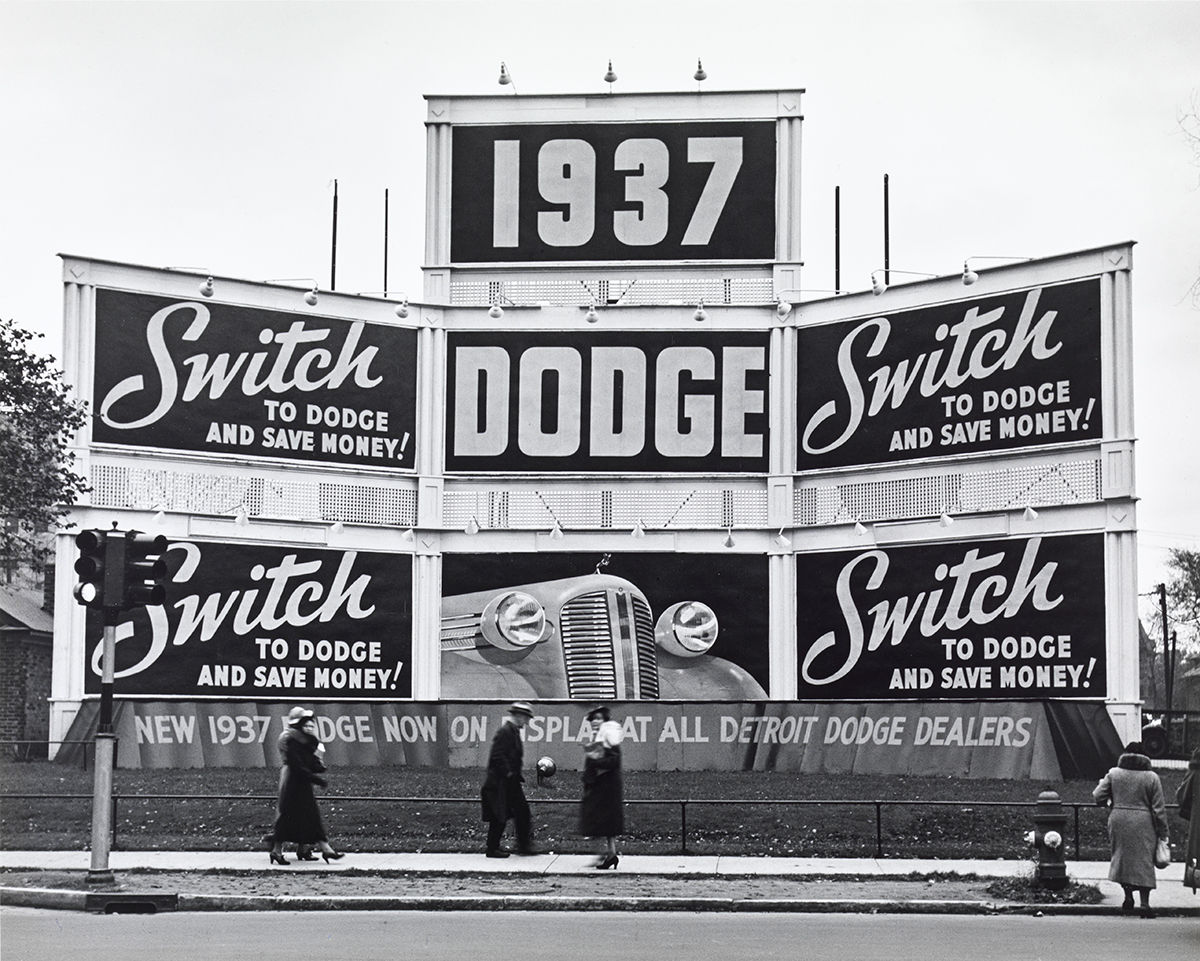 1937
Switch
TO DODGE
AND SAVE MONEY!
DODGE
Switch
TO DODGE
AND SAVE MONEY!
Switch
TO DODGE
AND SAVE MONEY!
Switch
TO DODGE
AND SAVE MONEY!
NEW 1937 DODGE NOW ON DISPLAY AT ALL DETROIT DODGE DEALERS